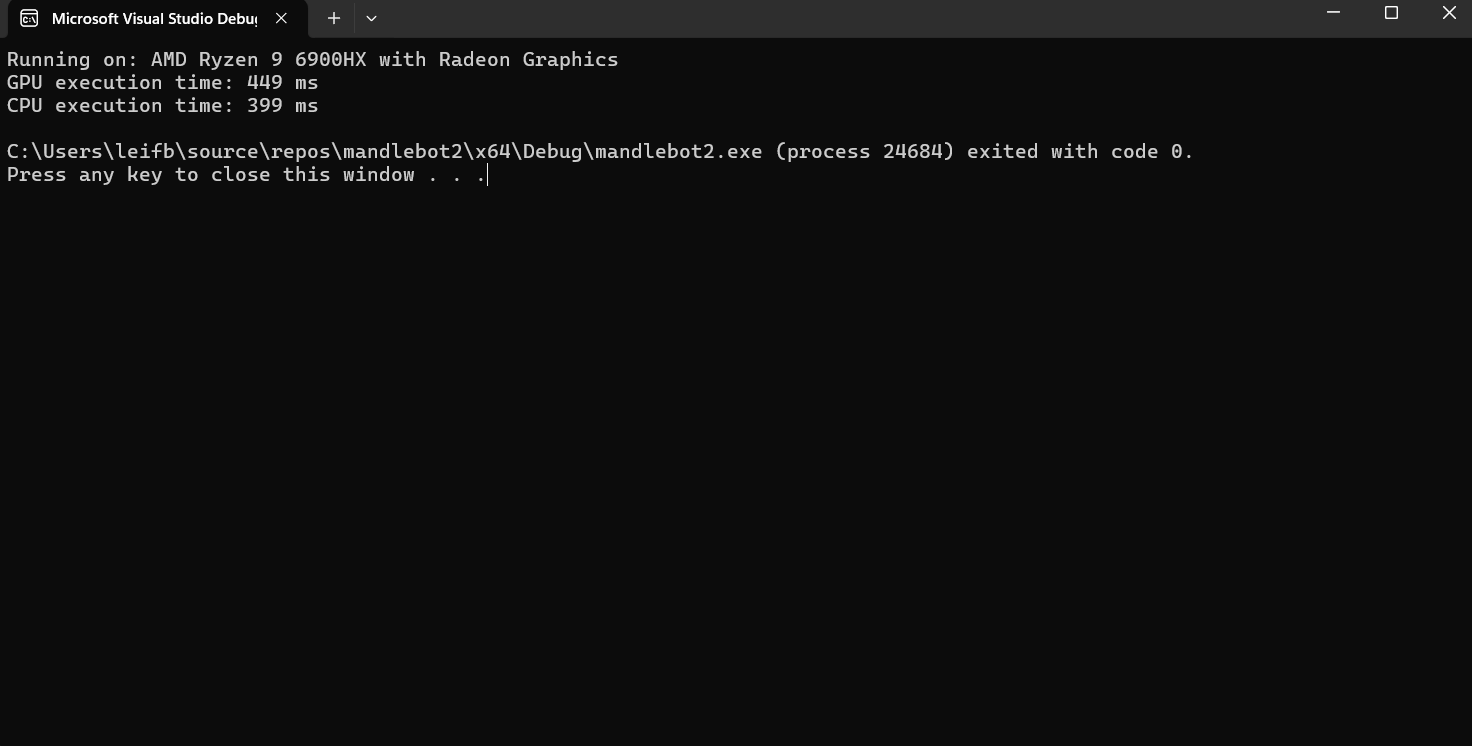 Microsoft Visual Studio Debug
Running on: AMD Ryzen 9 6900HX with Radeon Graphics
GPU execution time: 449 ms
CPU execution time: 399 ms
C:\Users\leifb\source\repos\mandlebot2\x64\Debug\mandlebot2.exe (process 24684) exited with code 0.
Press any key to close this window . . .